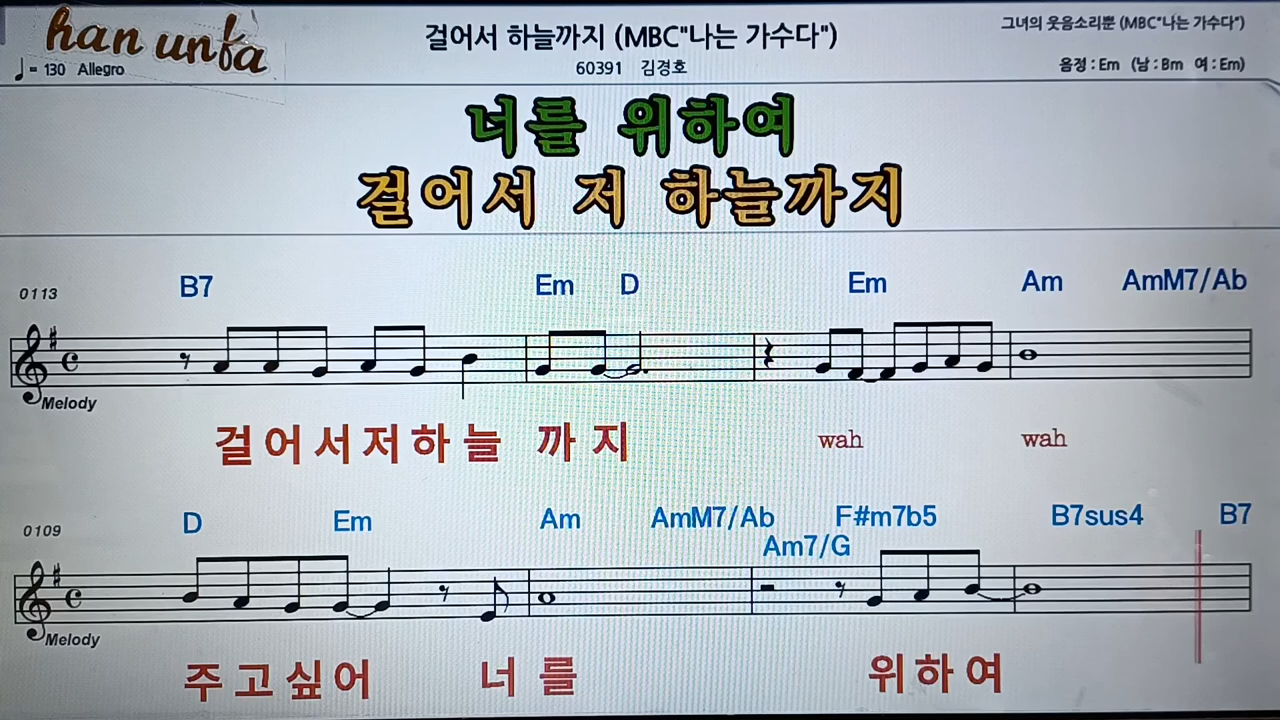 han unfa
걸어서 하늘까지 (MBC"나는 가수다")
그녀의 웃음소리뿐 (MBC"나는 가수다")
♩= 130 Allegro
60391 김경호
음정 : Em (남 : Bm 여 : Em)
너를 위하여
걸어서 저 하늘까지
0113 B7 Em D Em Am AmM7/Ab
Melody
걸어서저하늘 까지 wah wah
0109 D Em Am AmM7/Ab Am7/G F#m7b5 B7sus4 B7
Melody
주고싶어 너를 위하여